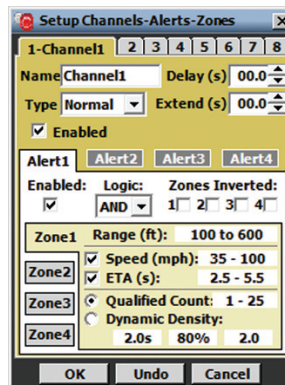 Setup Channels-Alerts-Zones
1-Channel1 2 3 4 5 6 7 8
Name Channel1 Delay (s) 00.0
Type Normal Extend (s) 00.0
Enabled
Alert1 Alert2 Alert3 Alert4
Enabled: Logic: Zones Inverted:
AND 1 2 3 4
Zone1 Range (ft): 100 to 600
Speed (mph): 35 - 100
Zone2 ETA (s): 2.5 - 5.5
Zone3 Qualified Count: 1 - 25
Dynamic Density:
Zone4 2.0s 80% 2.0
OK Undo Cancel